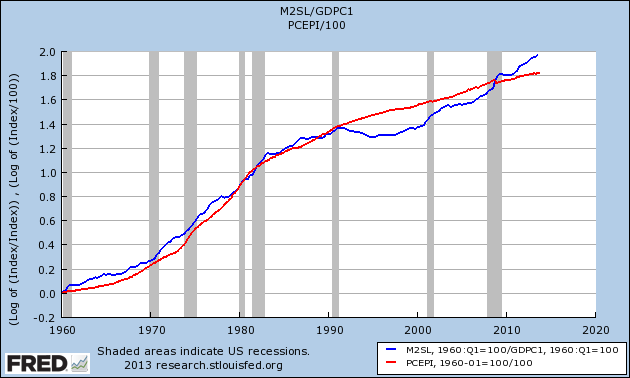 M2SL/GDPC1
PCEPI/100
(Log of ((Index/Index)) , (Log of ((Index/100))
2.0
1.8
1.6
1.4
1.2
1.0
0.8
0.6
0.4
0.2
0.0
-0.2
1960
1970
1980
1990
2000
2010
2020
FRED
Shaded areas indicate US recessions.
2013 research.stlouisfed.org
M2SL, 1960:Q1=100/GDPC1, 1960:Q1=100
PCEPI, 1960-01=100/100